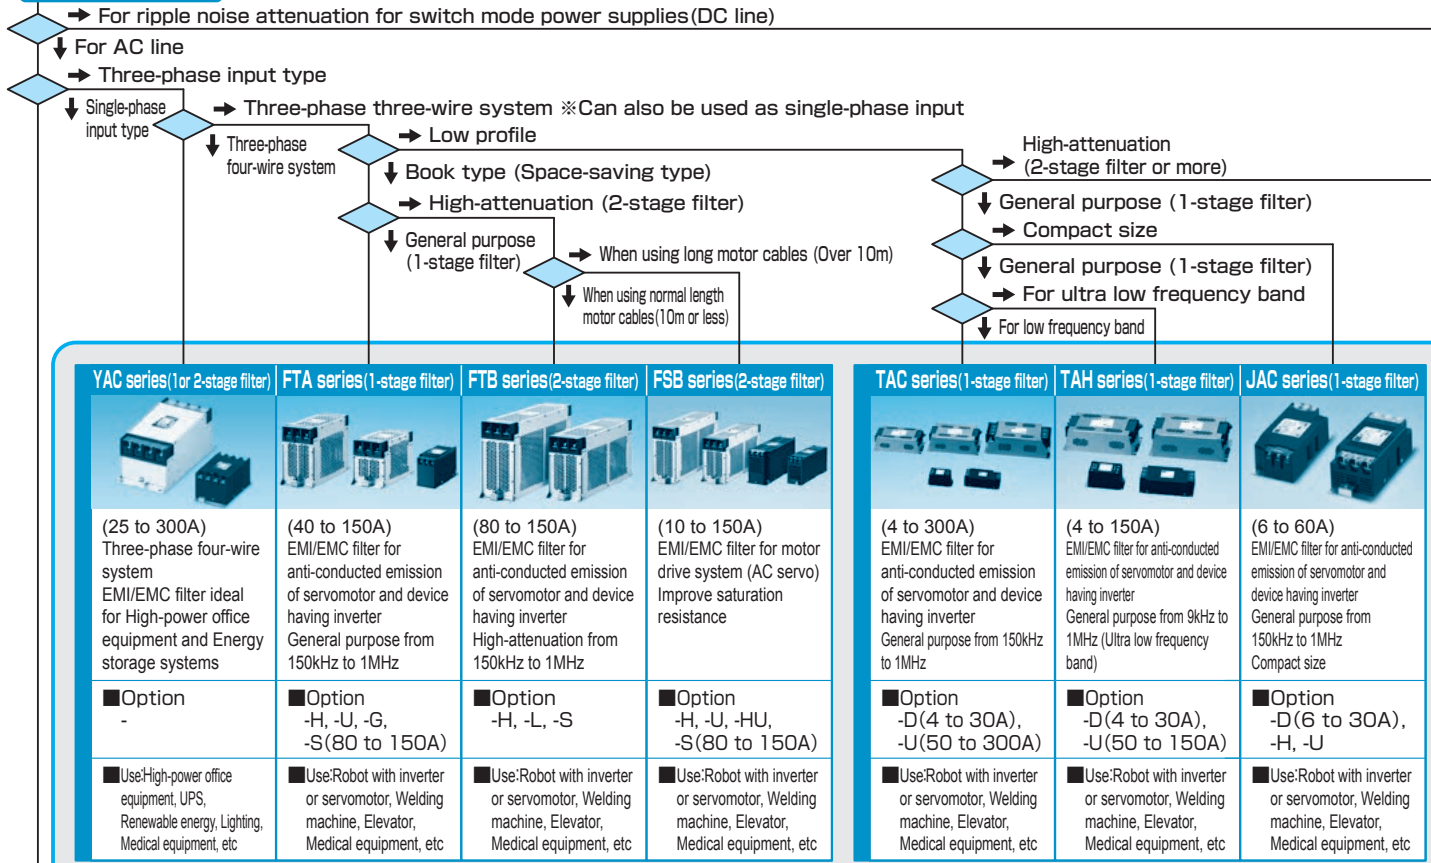 ➔ For ripple noise attenuation for switch mode power supplies(DC line)
For AC line
➔ Three-phase input type
Single-phase
input type
➔ Three-phase three-wire system ※Can also be used as single-phase input
Three-phase
four-wire system
➔ Low profile
Book type (Space-saving type)
➔ High-attenuation (2-stage filter)
General purpose
(1-stage filter)
➔ When using long motor cables (Over 10m)
When using normal length
motor cables(10m or less)
High-attenuation
➔ (2-stage filter or more)
General purpose (1-stage filter)
➔ Compact size
General purpose (1-stage filter)
➔ For ultra low frequency band
For low frequency band
YAC series(1or 2-stage filter)
(25 to 300A)
Three-phase four-wire
system
EMI/EMC filter ideal
for High-power office
equipment and Energy
storage systems
■Option
-
■Use:High-power office
equipment, UPS,
Renewable energy, Lighting,
Medical equipment, etc
FTA series(1-stage filter)
(40 to 150A)
EMI/EMC filter for
anti-conducted emission
of servomotor and device
having inverter
General purpose from
150kHz to 1MHz
■Option
-H, -U, -G,
-S(80 to 150A)
■Use:Robot with inverter
or servomotor, Welding
machine, Elevator,
Medical equipment, etc
FTB series(2-stage filter)
(80 to 150A)
EMI/EMC filter for
anti-conducted emission
of servomotor and device
having inverter
High-attenuation from
150kHz to 1MHz
■Option
-H, -L, -S
■Use:Robot with inverter
or servomotor, Welding
machine, Elevator,
Medical equipment, etc
FSB series(2-stage filter)
(10 to 150A)
EMI/EMC filter for motor
drive system (AC servo)
Improve saturation
resistance
■Option
-H, -U, -HU,
-S(80 to 150A)
■Use:Robot with inverter
or servomotor, Welding
machine, Elevator,
Medical equipment, etc
TAC series(1-stage filter)
(4 to 300A)
EMI/EMC filter for
anti-conducted emission
of servomotor and device
having inverter
General purpose from 150kHz
to 1MHz
■Option
-D(4 to 30A),
-U(50 to 300A)
■Use:Robot with inverter
or servomotor, Welding
machine, Elevator,
Medical equipment, etc
TAH series(1-stage filter)
(4 to 150A)
EMI/EMC filter for anti-conducted
emission of servomotor and device
having inverter
General purpose from 9kHz to
1MHz (Ultra low frequency
band)
■Option
-D(4 to 30A),
-U(50 to 150A)
■Use:Robot with inverter
or servomotor, Welding
machine, Elevator,
Medical equipment, etc
JAC series(1-stage filter)
(6 to 60A)
EMI/EMC filter for anti-conducted
emission of servomotor and
device having inverter
General purpose from
150kHz to 1MHz
Compact size
■Option
-D(6 to 30A),
-H, -U
■Use:Robot with inverter
or servomotor, Welding
machine, Elevator,
Medical equipment, etc